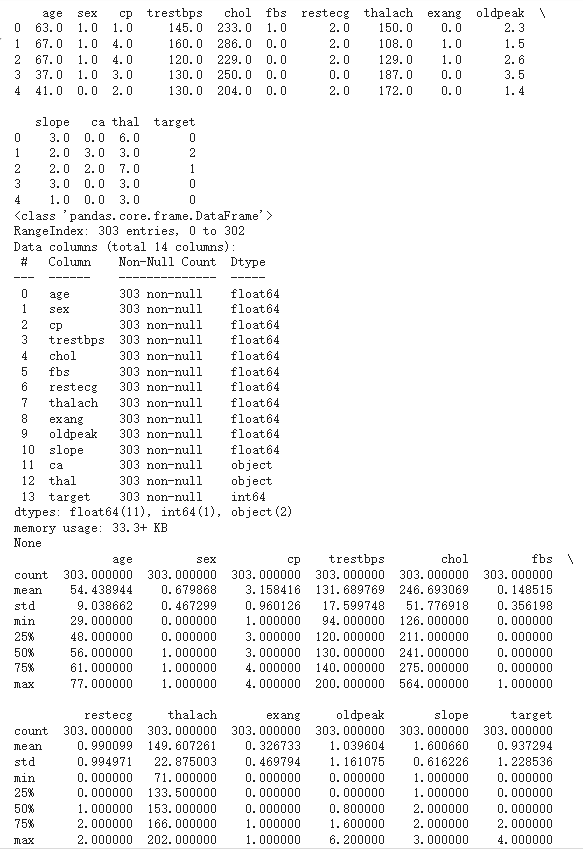 age sex cp trestbps chol fbs restecg thalach exang oldpeak \
0 63.0 1.0 1.0 145.0 233.0 1.0 2.0 150.0 0.0 2.3
1 67.0 1.0 4.0 160.0 286.0 0.0 2.0 108.0 1.0 1.5
2 67.0 1.0 4.0 120.0 229.0 0.0 2.0 129.0 1.0 2.6
3 37.0 1.0 3.0 130.0 250.0 0.0 0.0 187.0 0.0 3.5
4 41.0 0.0 2.0 130.0 204.0 0.0 2.0 172.0 0.0 1.4
slope ca thal target
0 3.0 0.0 6.0 0
1 2.0 3.0 3.0 2
2 2.0 2.0 7.0 1
3 3.0 0.0 3.0 0
4 1.0 0.0 3.0 0
<class 'pandas.core.frame.DataFrame'>
RangeIndex: 303 entries, 0 to 302
Data columns (total 14 columns):
# Column Non-Null Count Dtype
--- ------ -------------- -----
0 age 303 non-null float64
1 sex 303 non-null float64
2 cp 303 non-null float64
3 trestbps 303 non-null float64
4 chol 303 non-null float64
5 fbs 303 non-null float64
6 restecg 303 non-null float64
7 thalach 303 non-null float64
8 exang 303 non-null float64
9 oldpeak 303 non-null float64
10 slope 303 non-null float64
11 ca 303 non-null object
12 thal 303 non-null object
13 target 303 non-null int64
dtypes: float64(11), int64(1), object(2)
memory usage: 33.3+ KB
None
age sex cp trestbps chol fbs \
count 303.000000 303.000000 303.000000 303.000000 303.000000 303.000000
mean 54.438944 0.679868 3.158416 131.689769 246.693069 0.148515
std 9.038662 0.467299 0.960126 17.599748 51.776918 0.356198
min 29.000000 0.000000 1.000000 94.000000 126.000000 0.000000
25% 48.000000 0.000000 3.000000 120.000000 211.000000 0.000000
50% 56.000000 1.000000 3.000000 130.000000 241.000000 0.000000
75% 61.000000 1.000000 4.000000 140.000000 275.000000 0.000000
max 77.000000 1.000000 4.000000 200.000000 564.000000 1.000000
restecg thalach exang oldpeak slope target
count 303.000000 303.000000 303.000000 303.000000 303.000000 303.000000
mean 0.990099 149.607261 0.326733 1.039604 1.600660 0.937294
std 0.994971 22.875003 0.469794 1.161075 0.616226 1.228536
min 0.000000 71.000000 0.000000 0.000000 1.000000 0.000000
25% 0.000000 133.500000 0.000000 0.000000 1.000000 0.000000
50% 1.000000 153.000000 0.000000 0.800000 2.000000 0.000000
75% 2.000000 166.000000 1.000000 1.600000 2.000000 2.000000
max 2.000000 202.000000 1.000000 6.200000 3.000000 4.000000